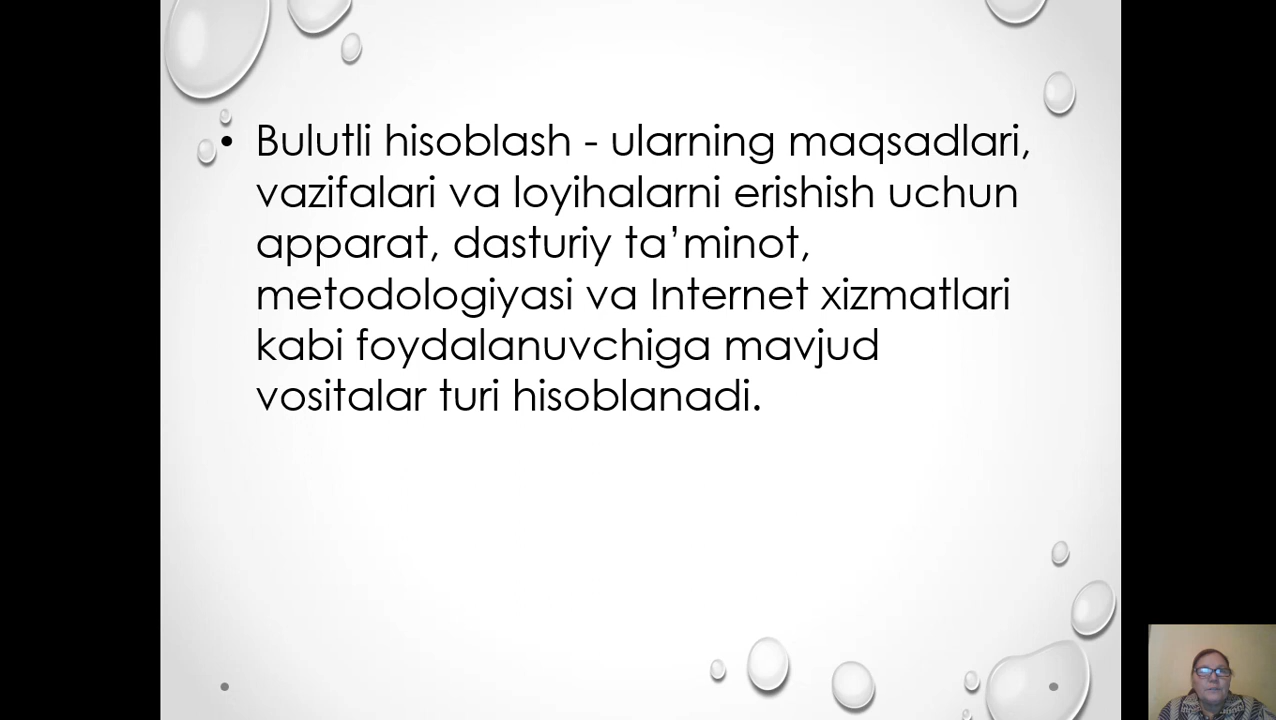 • Bulutli hisoblash - ularning maqsadlari,
vazifalari va loyihalarni erishish uchun
apparat, dasturiy ta’minot,
metodologiyasi va Internet xizmatlari
kabi foydalanuvchiga mavjud
vositalar turi hisoblanadi.